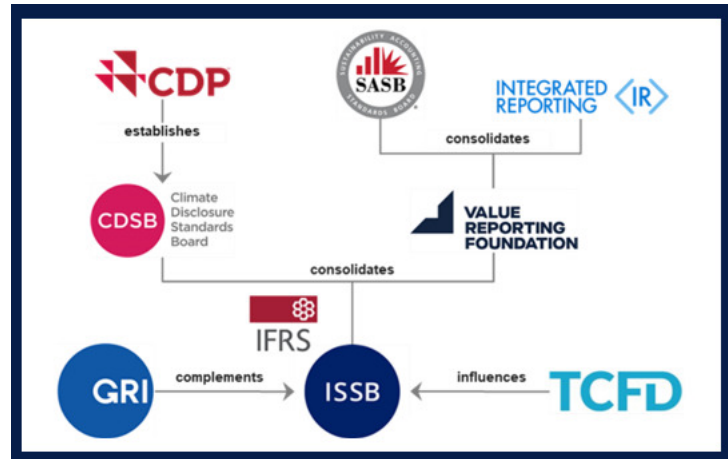 CDP
SUSTAINABILITY ACCOUNTING
SASB
STANDARDS BOARD
INTEGRATED
REPORTING
<IR>
establishes
consolidates
CDSB
Climate
Disclosure
Standards
Board
VALUE
REPORTING
FOUNDATION
consolidates
IFRS
GRI
complements
ISSB
influences
TCFD